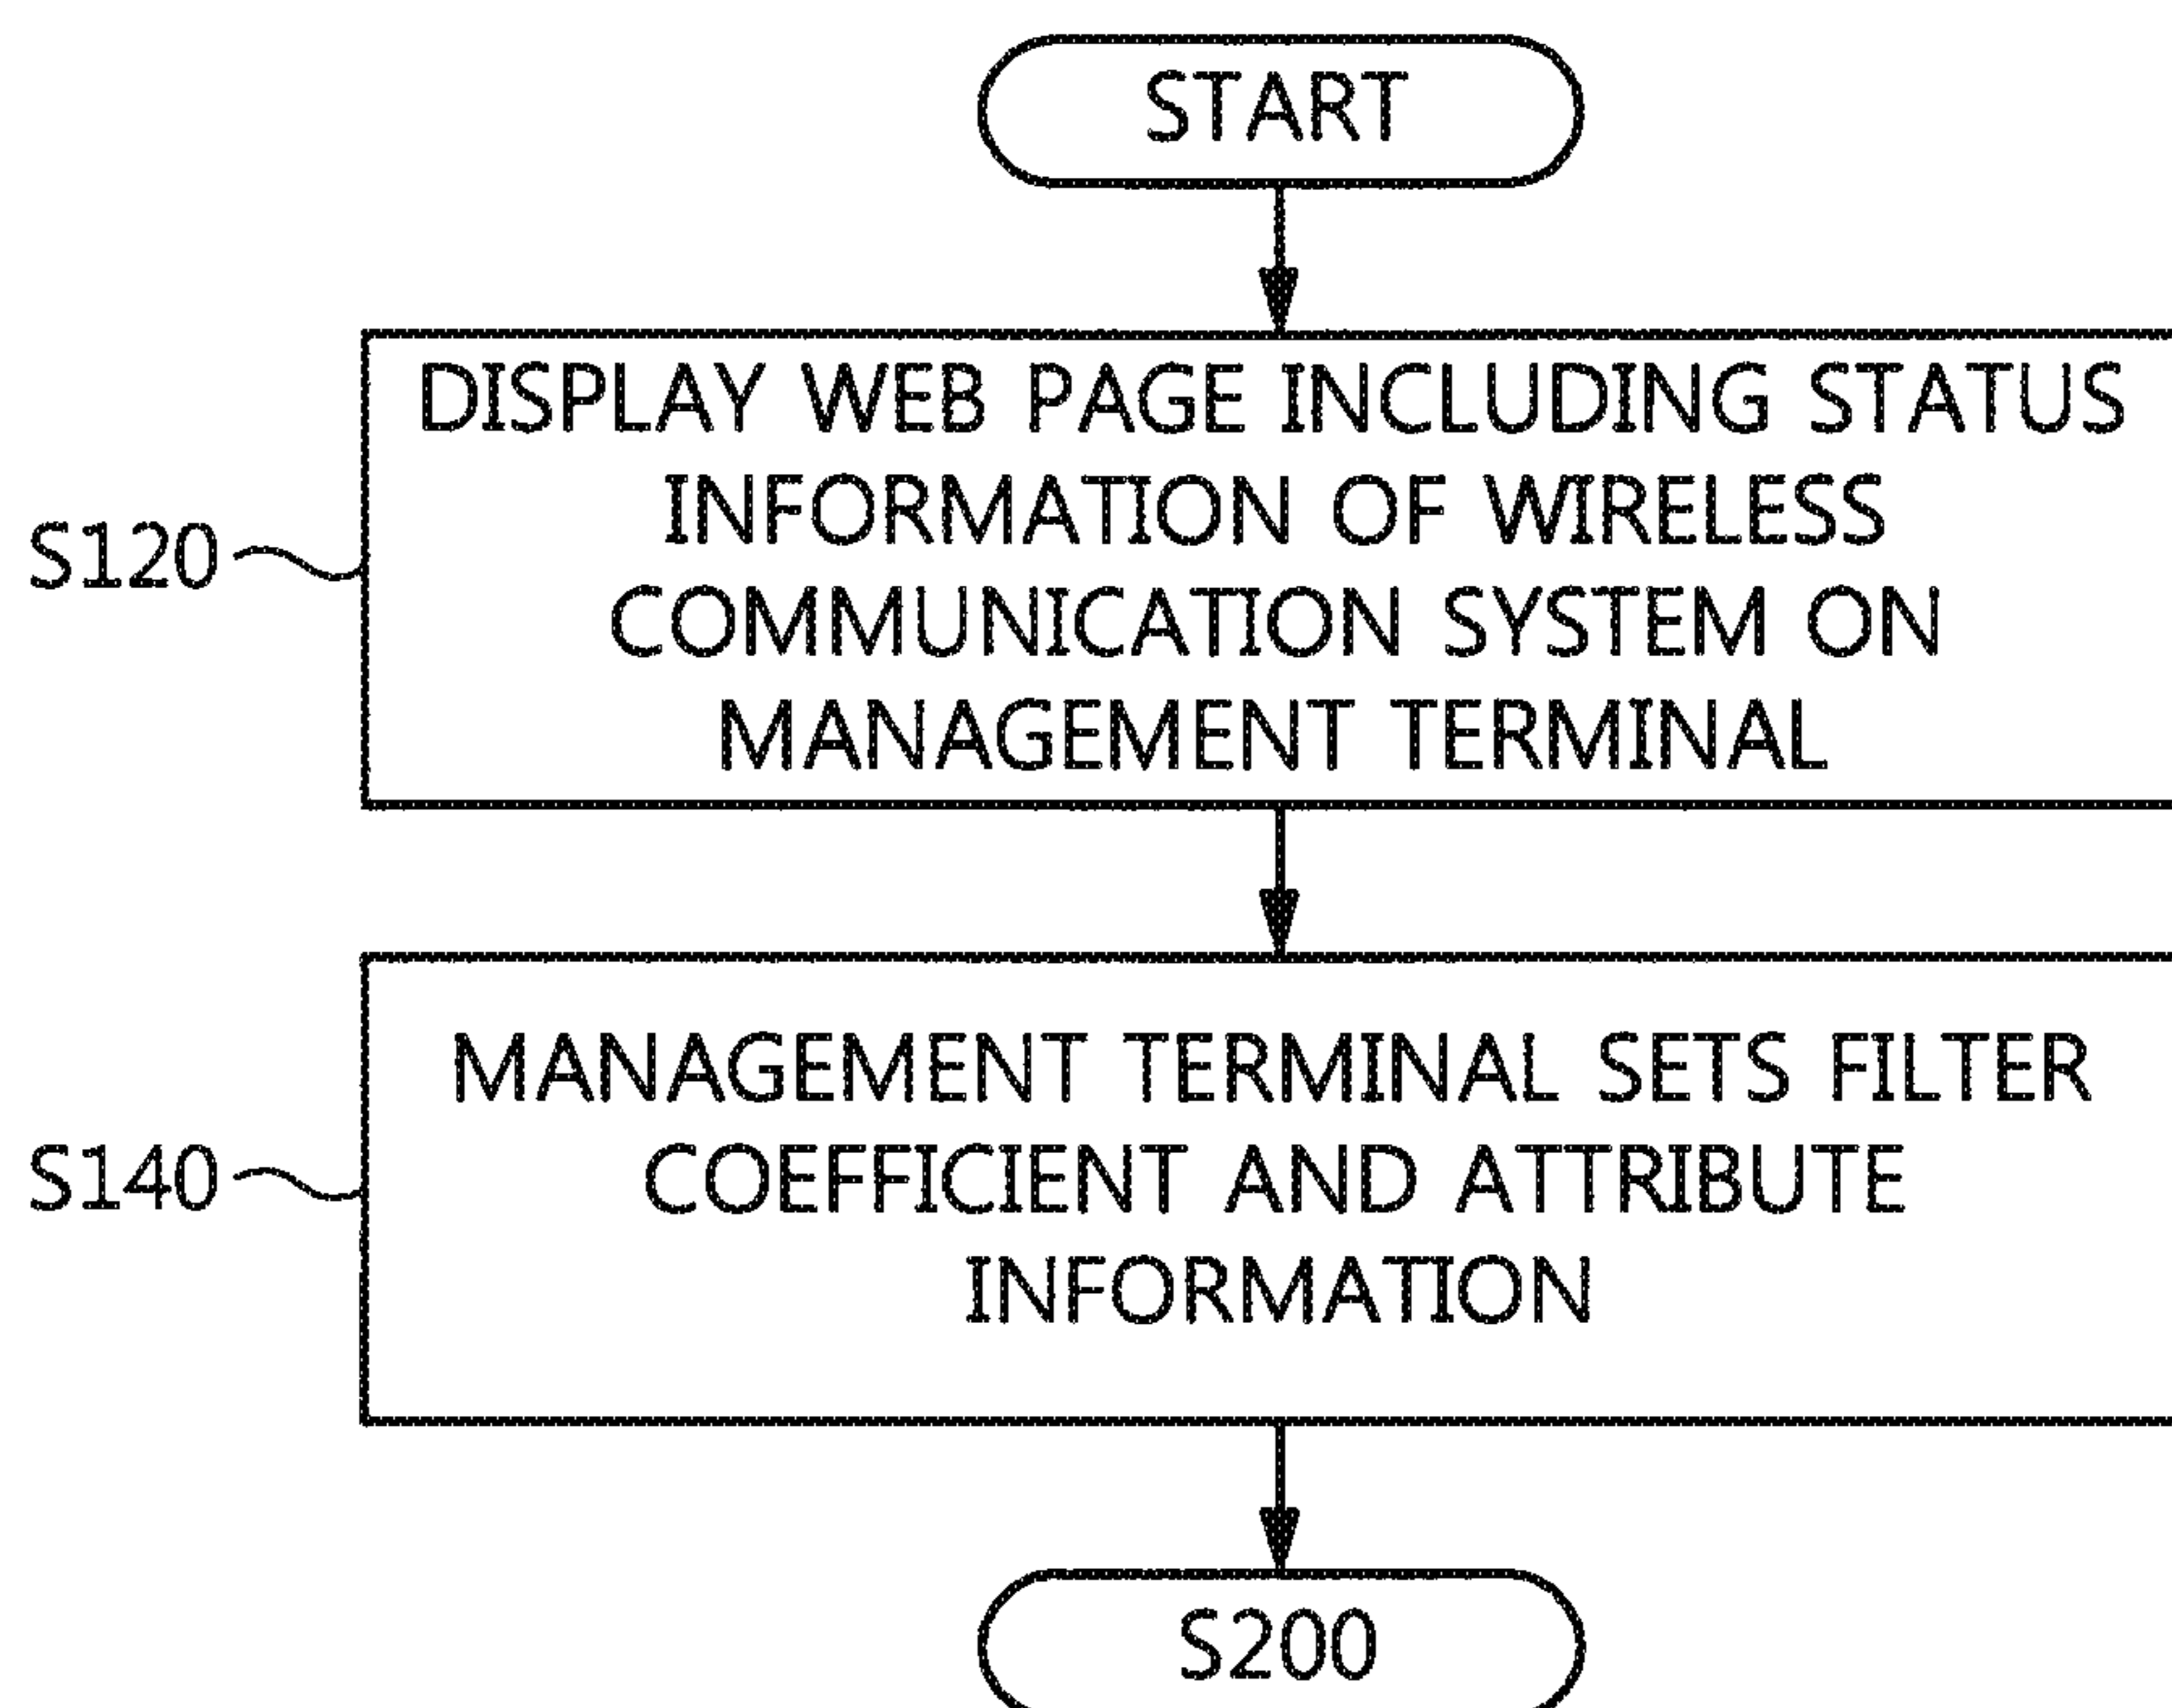 START
DISPLAY WEB PAGE INCLUDING STATUS
INFORMATION OF WIRELESS
COMMUNICATION SYSTEM ON
MANAGEMENT TERMINAL
S120
MANAGEMENT TERMINAL SETS FILTER
COEFFICIENT AND ATTRIBUTE
INFORMATION
S140
S200